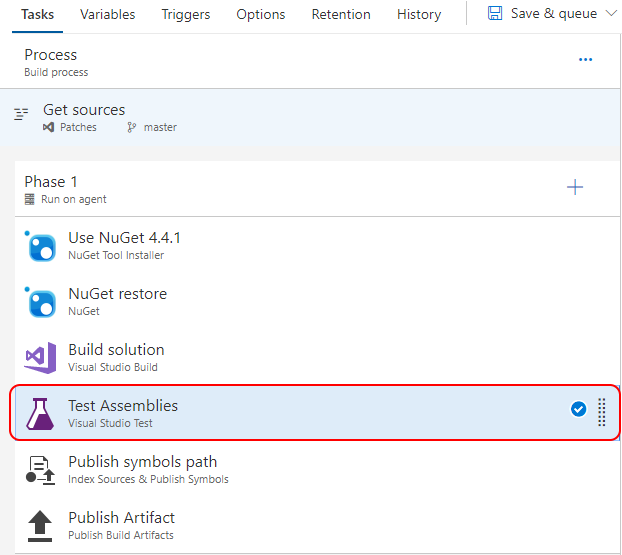 Tasks Variables Triggers Options Retention History Save & queue
Process
Build process
Get sources
Patches master
Phase 1
Run on agent
Use NuGet 4.4.1
NuGet Tool Installer
NuGet restore
NuGet
Build solution
Visual Studio Build
Test Assemblies
Visual Studio Test
Publish symbols path
Index Sources & Publish Symbols
Publish Artifact
Publish Build Artifacts